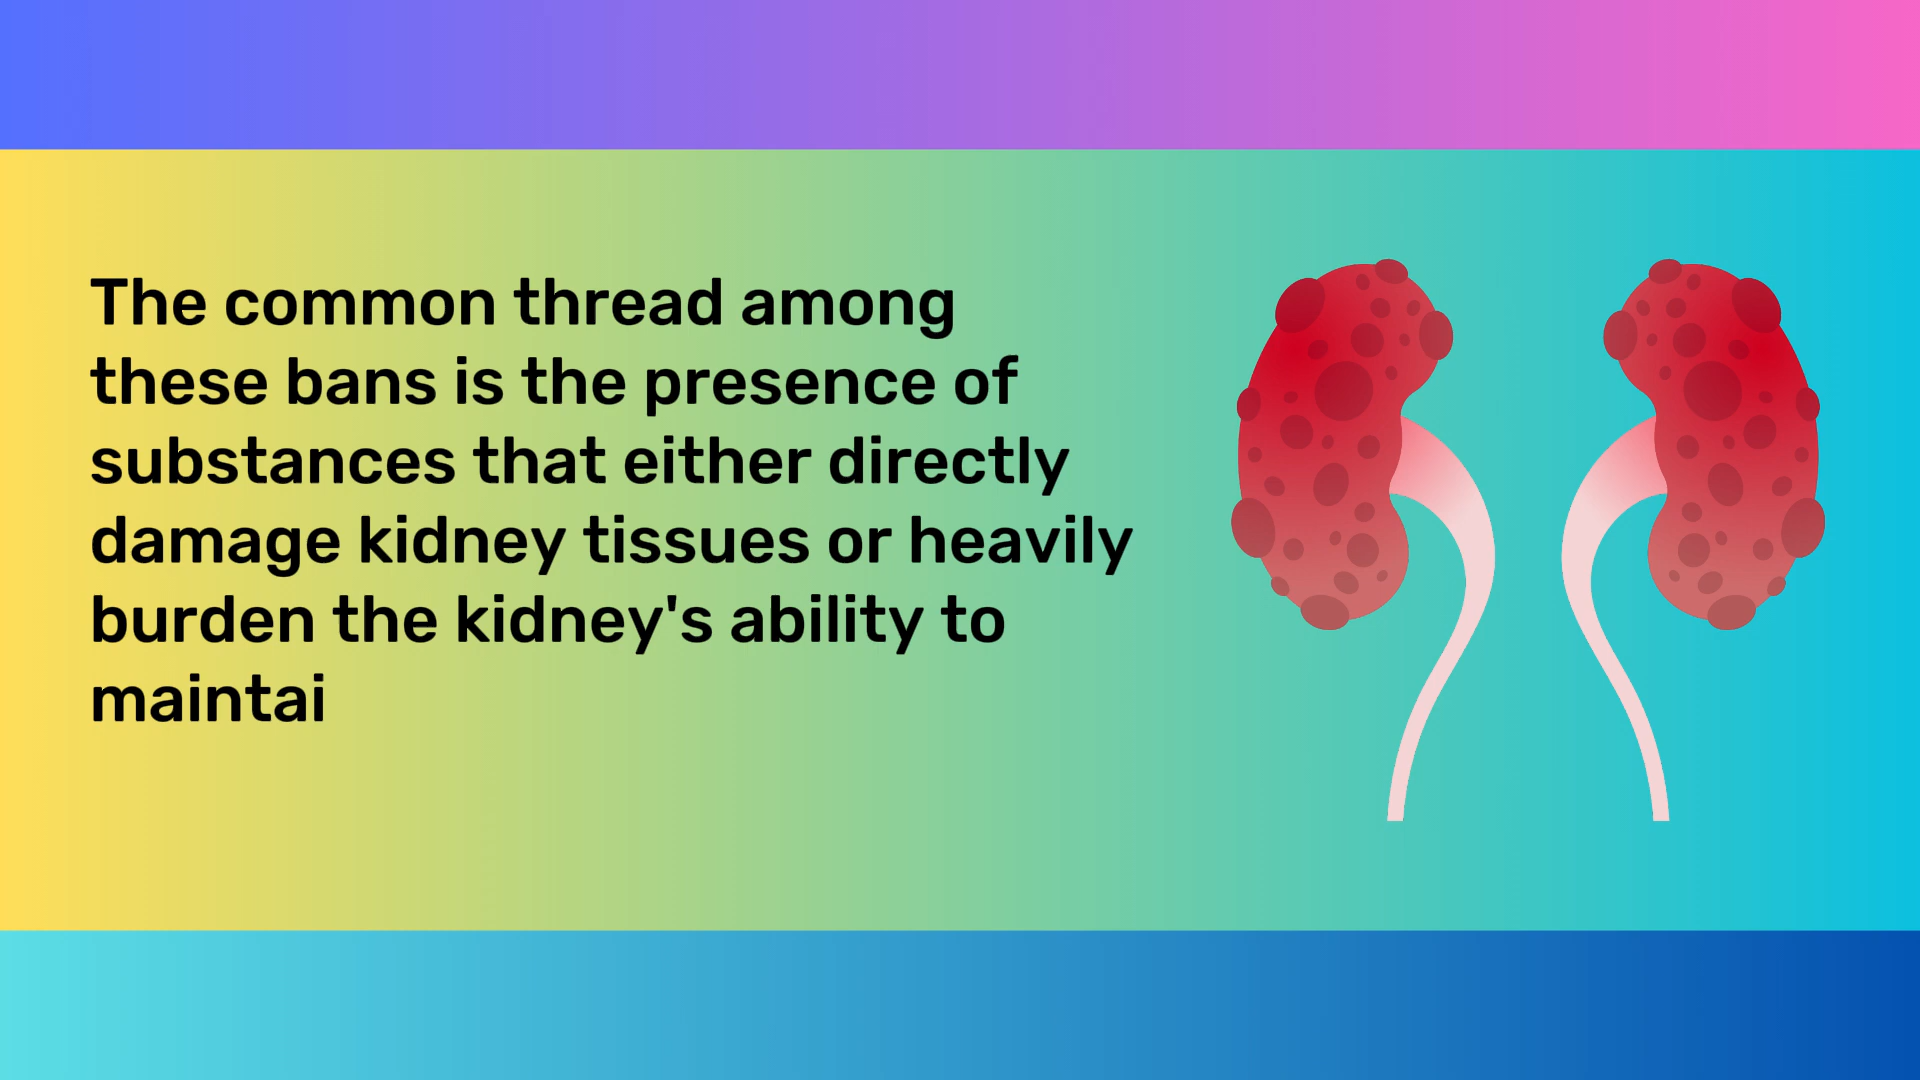 The common thread among
these bans is the presence of
substances that either directly
damage kidney tissues or heavily
burden the kidney's ability to
maintai